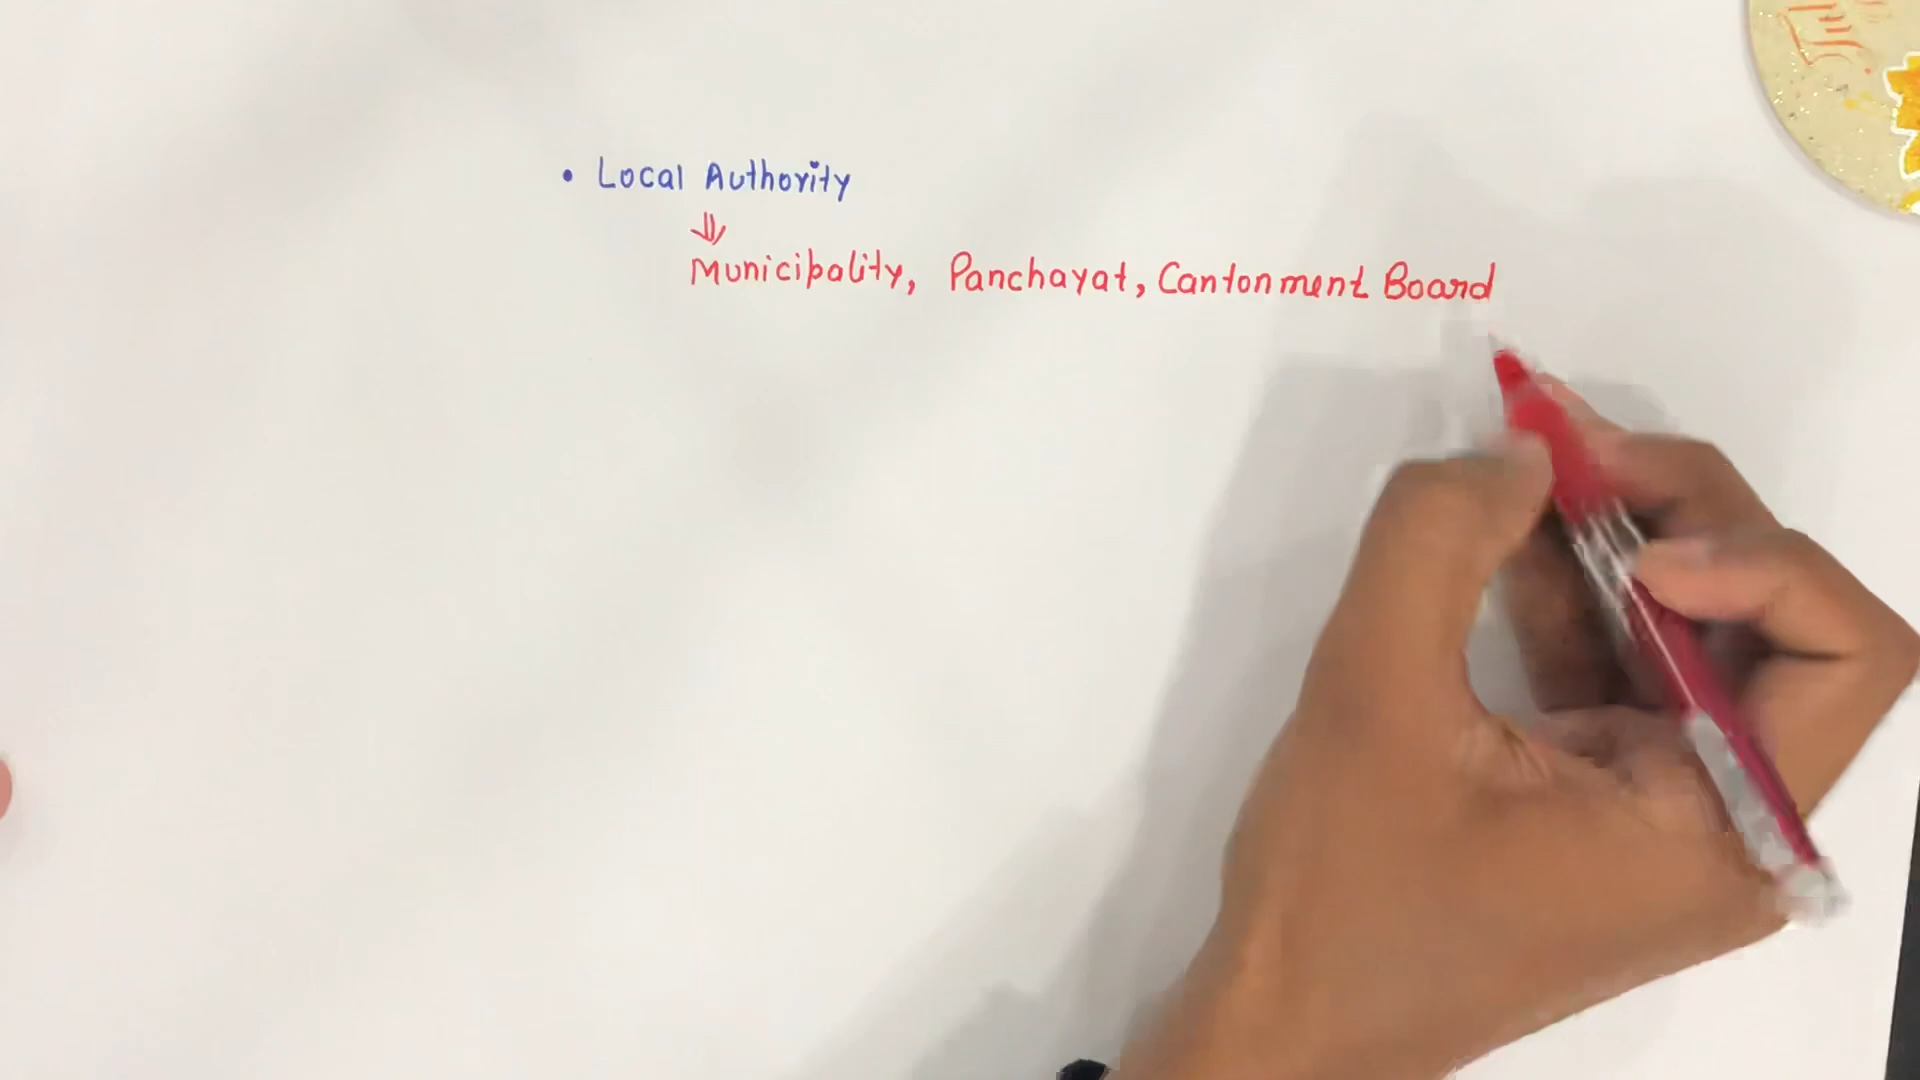 • Local Authority
⇓
Municipality, Panchayat, Cantonment Board